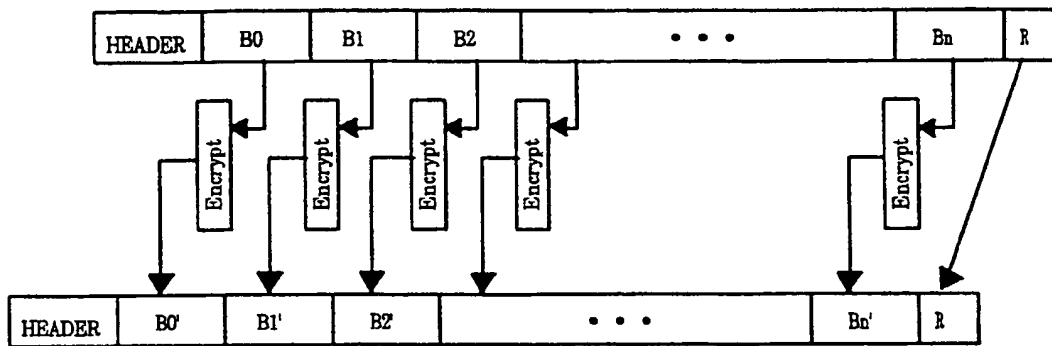 HEADER B0 B1 B2 • • • Bn R
Encrypt Encrypt Encrypt Encrypt Encrypt
HEADER B0' B1' B2' • • • Bn' R